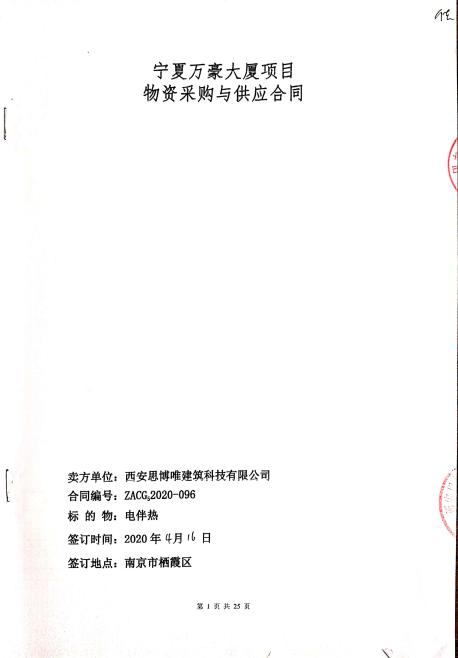 宁夏万豪大厦项目
物资采购与供应合同
卖方单位：西安思博唯建筑科技有限公司
合同编号：ZACG₀2020-096
标 的 物：电伴热
签订时间：2020 年 4月 16 日
签订地点：南京市栖霞区
第 1 页 共 25 页